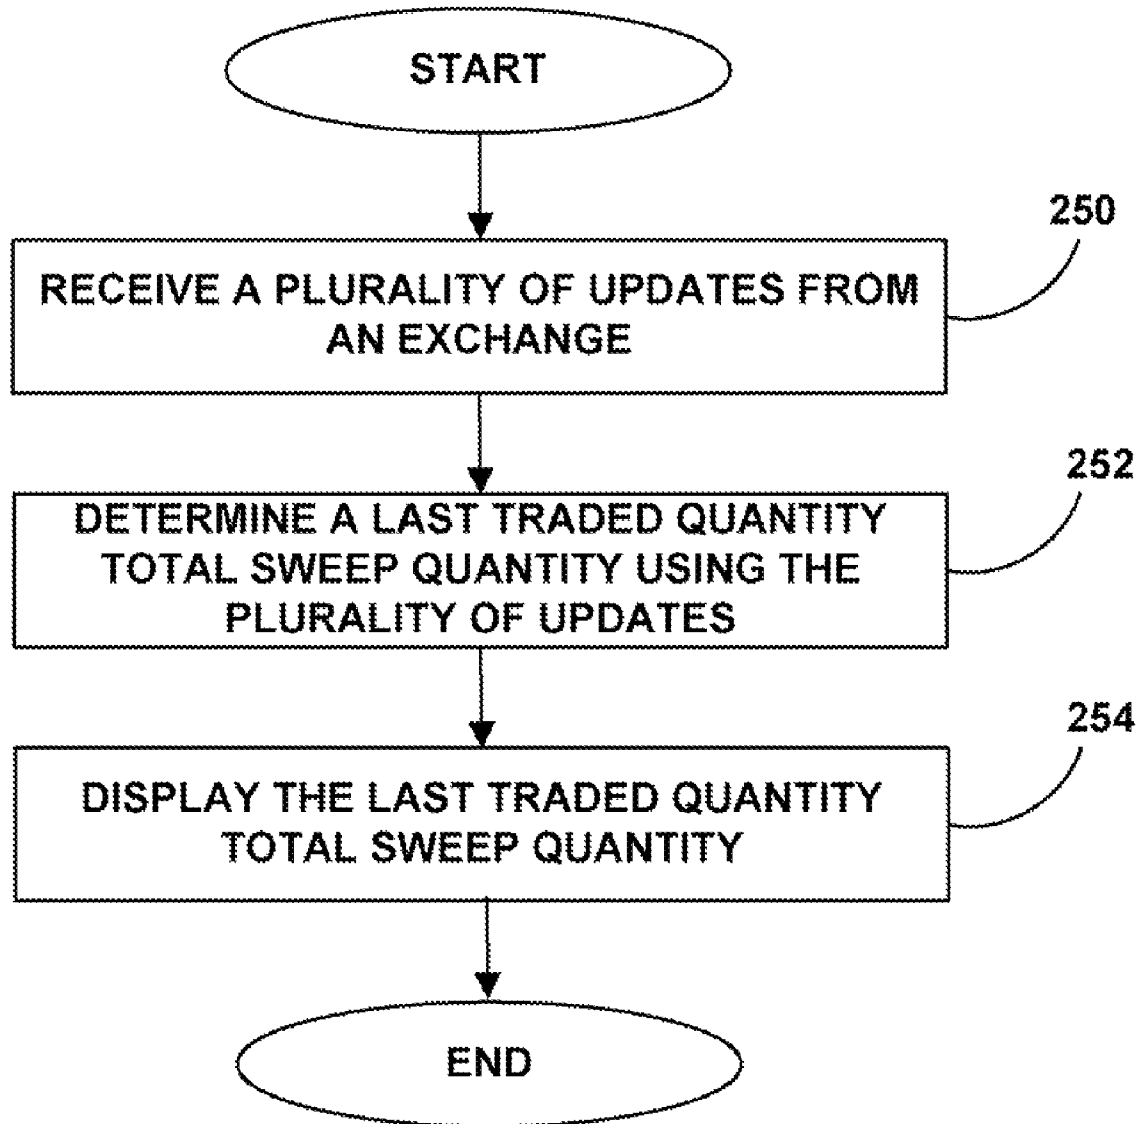 START
250
RECEIVE A PLURALITY OF UPDATES FROM
AN EXCHANGE
252
DETERMINE A LAST TRADED QUANTITY
TOTAL SWEEP QUANTITY USING THE
PLURALITY OF UPDATES
254
DISPLAY THE LAST TRADED QUANTITY
TOTAL SWEEP QUANTITY
END